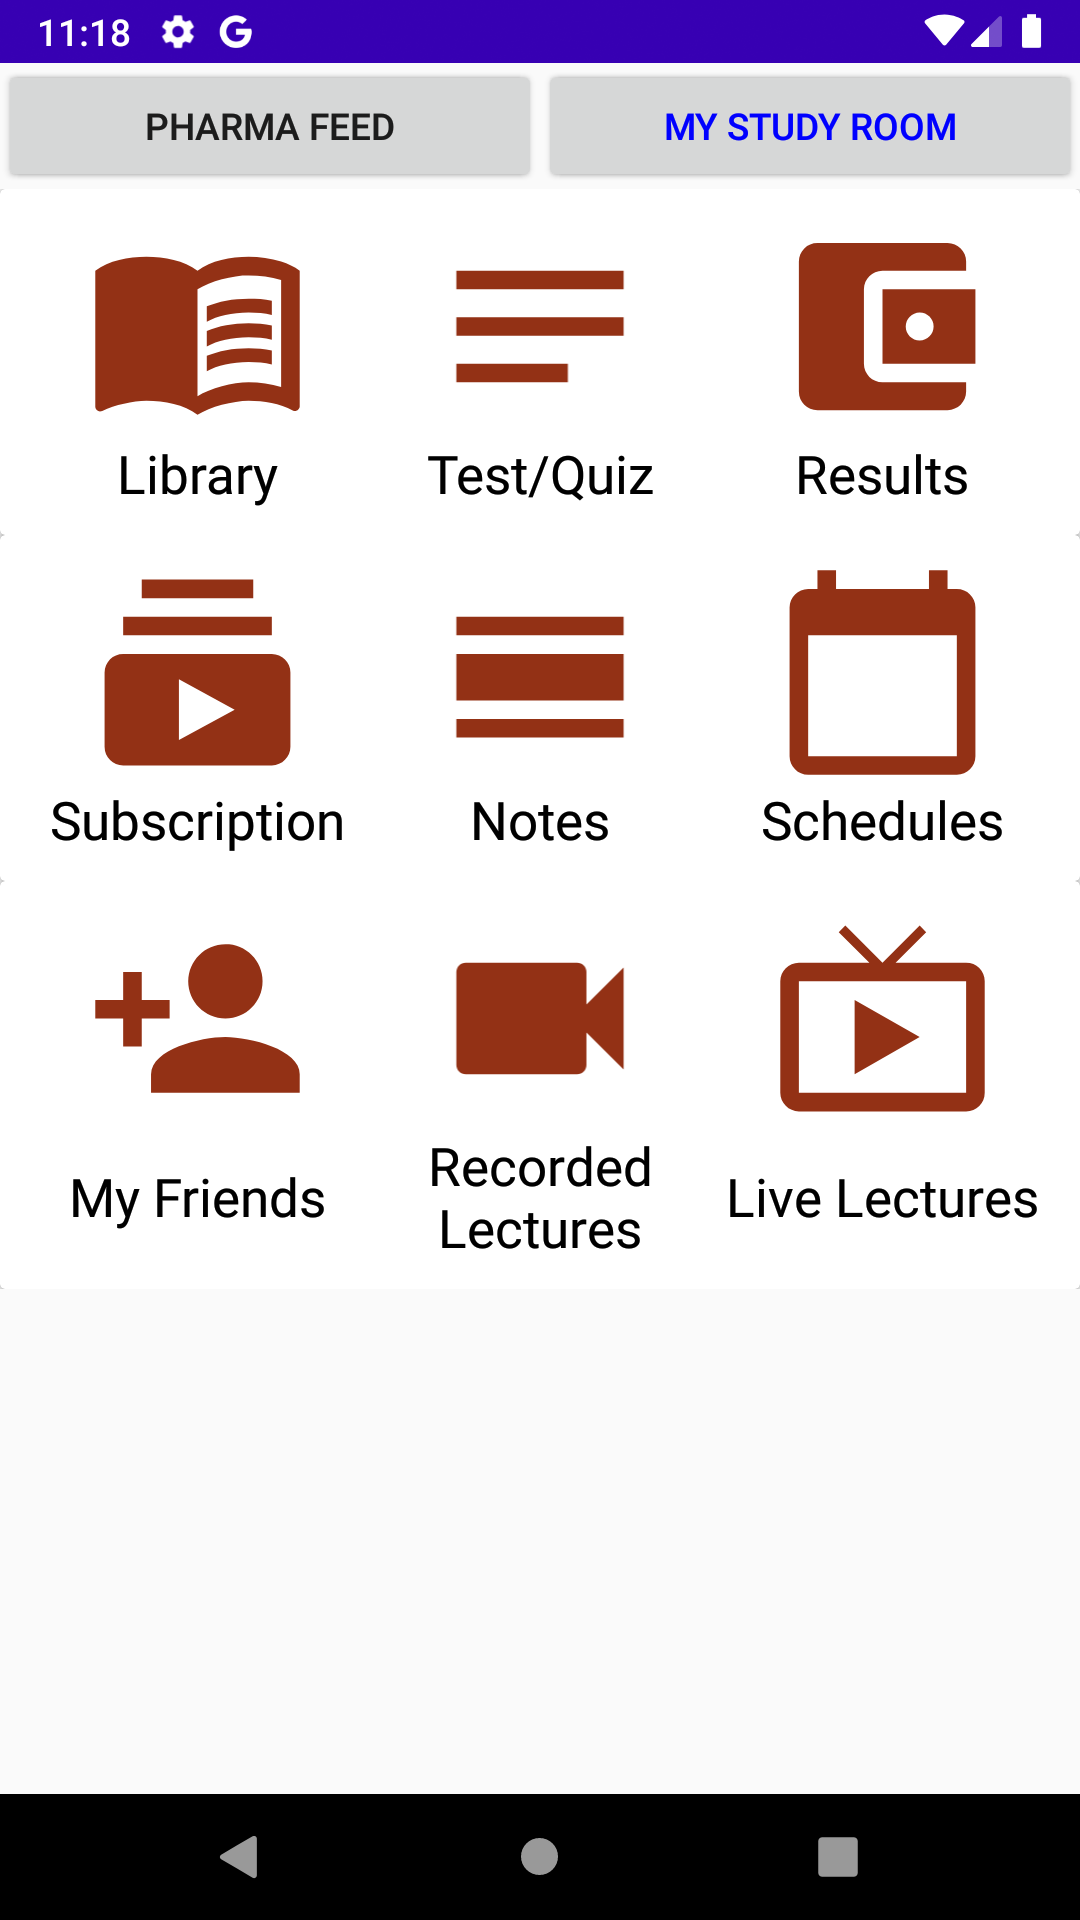 11:18
PHARMA FEED
MY STUDY ROOM
Library
Test/Quiz
Results
Subscription
Notes
Schedules
My Friends
Recorded
Lectures
Live Lectures